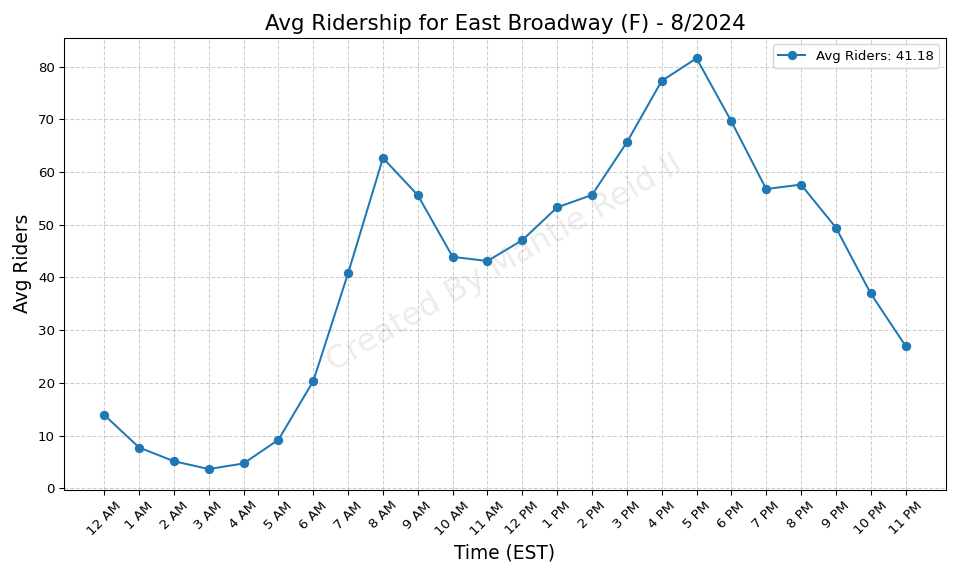 Avg Ridership for East Broadway (F) - 8/2024
Avg Riders: 41.18
Avg Riders
80
70
60
50
40
30
20
10
0
Created By Mantle Reid II
12 AM
1 AM
2 AM
3 AM
4 AM
5 AM
6 AM
7 AM
8 AM
9 AM
10 AM
11 AM
12 PM
1 PM
2 PM
3 PM
4 PM
5 PM
6 PM
7 PM
8 PM
9 PM
10 PM
11 PM
Time (EST)